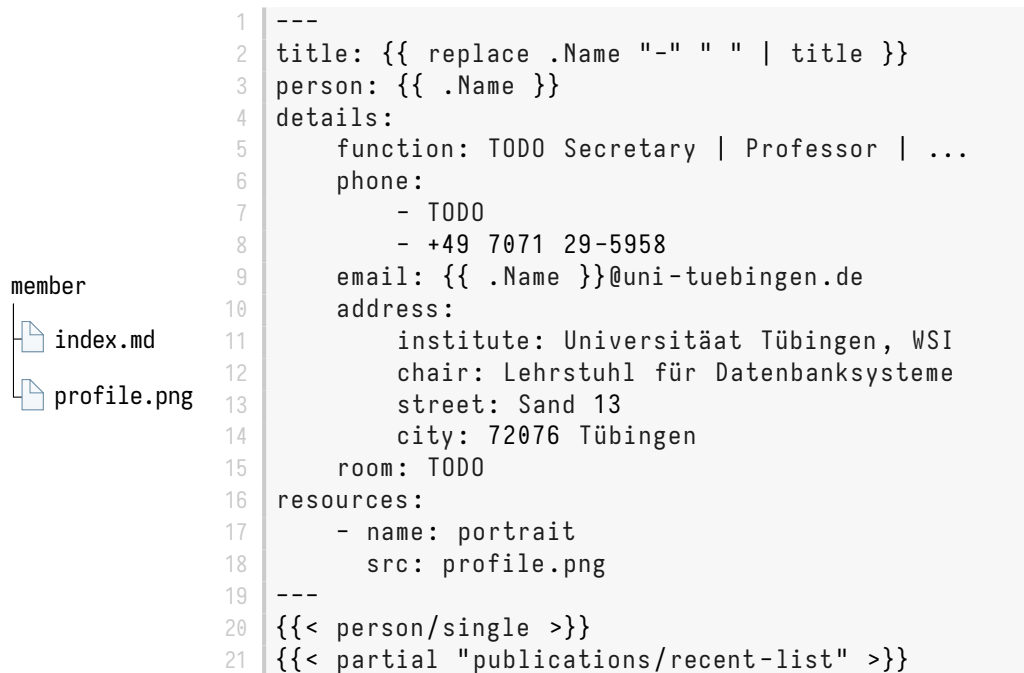 member
index.md
profile.png
1 ---
2 title: {{ replace .Name "-" " " | title }}
3 person: {{ .Name }}
4 details:
5     function: TODO Secretary | Professor | ...
6     phone:
7         - TODO
8         - +49 7071 29-5958
9     email: {{ .Name }}@uni-tuebingen.de
10     address:
11         institute: Universitäat Tübingen, WSI
12         chair: Lehrstuhl für Datenbanksysteme
13         street: Sand 13
14         city: 72076 Tübingen
15     room: TODO
16 resources:
17     - name: portrait
18       src: profile.png
19 ---
20 {{< person/single >}}
21 {{< partial "publications/recent-list" >}}